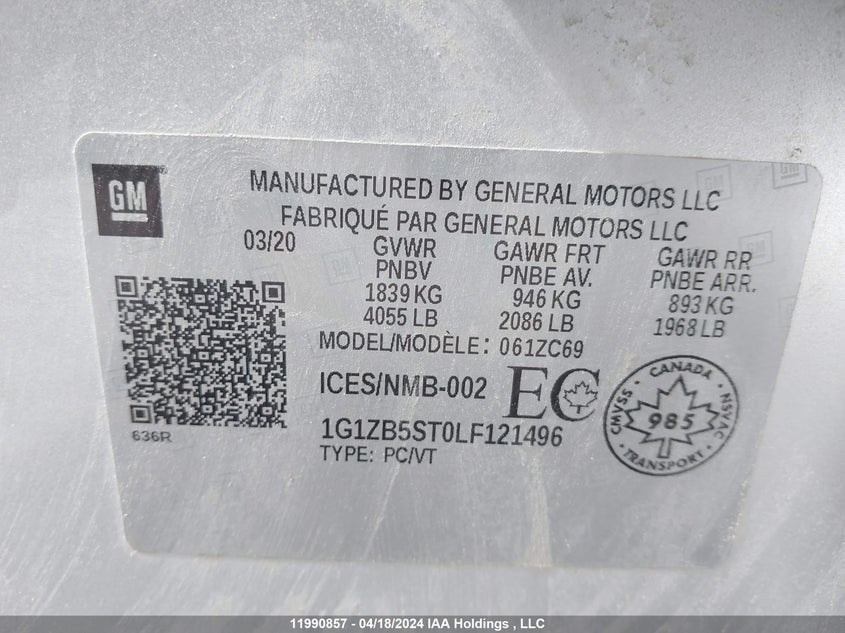 GM
MANUFACTURED BY GENERAL MOTORS LLC
FABRIQUÉ PAR GENERAL MOTORS LLC
03/20 GVWR GAWR FRT GAWR RR
PNBV PNBE AV. PNBE ARR.
1839 KG 946 KG 893 KG
4055 LB 2086 LB 1968 LB
MODEL/MODÈLE: 061ZC69
ICES/NMB-002 EC
CANADA
CMVSS 985 NSVAC
TRANSPORT
636R
1G1ZB5ST0LF121496
TYPE: PC/VT
11990857 - 04/18/2024 IAA Holdings , LLC